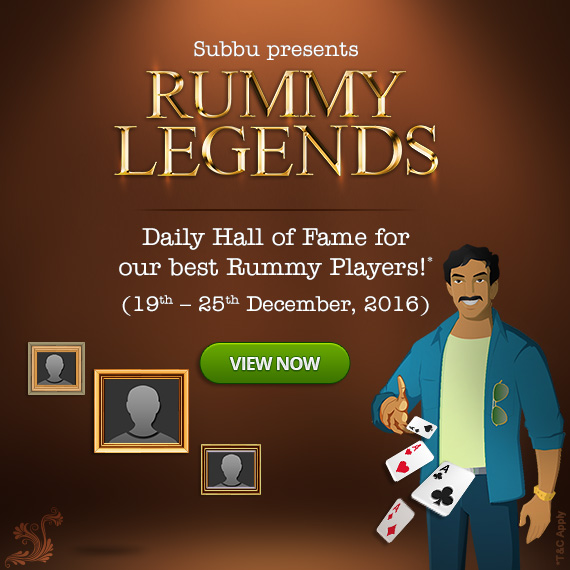 Subbu presents
RUMMY
LEGENDS
Daily Hall of Fame for
our best Rummy Players!*
(19th – 25th December, 2016)
VIEW NOW
A
A
A
A
*T&C Apply